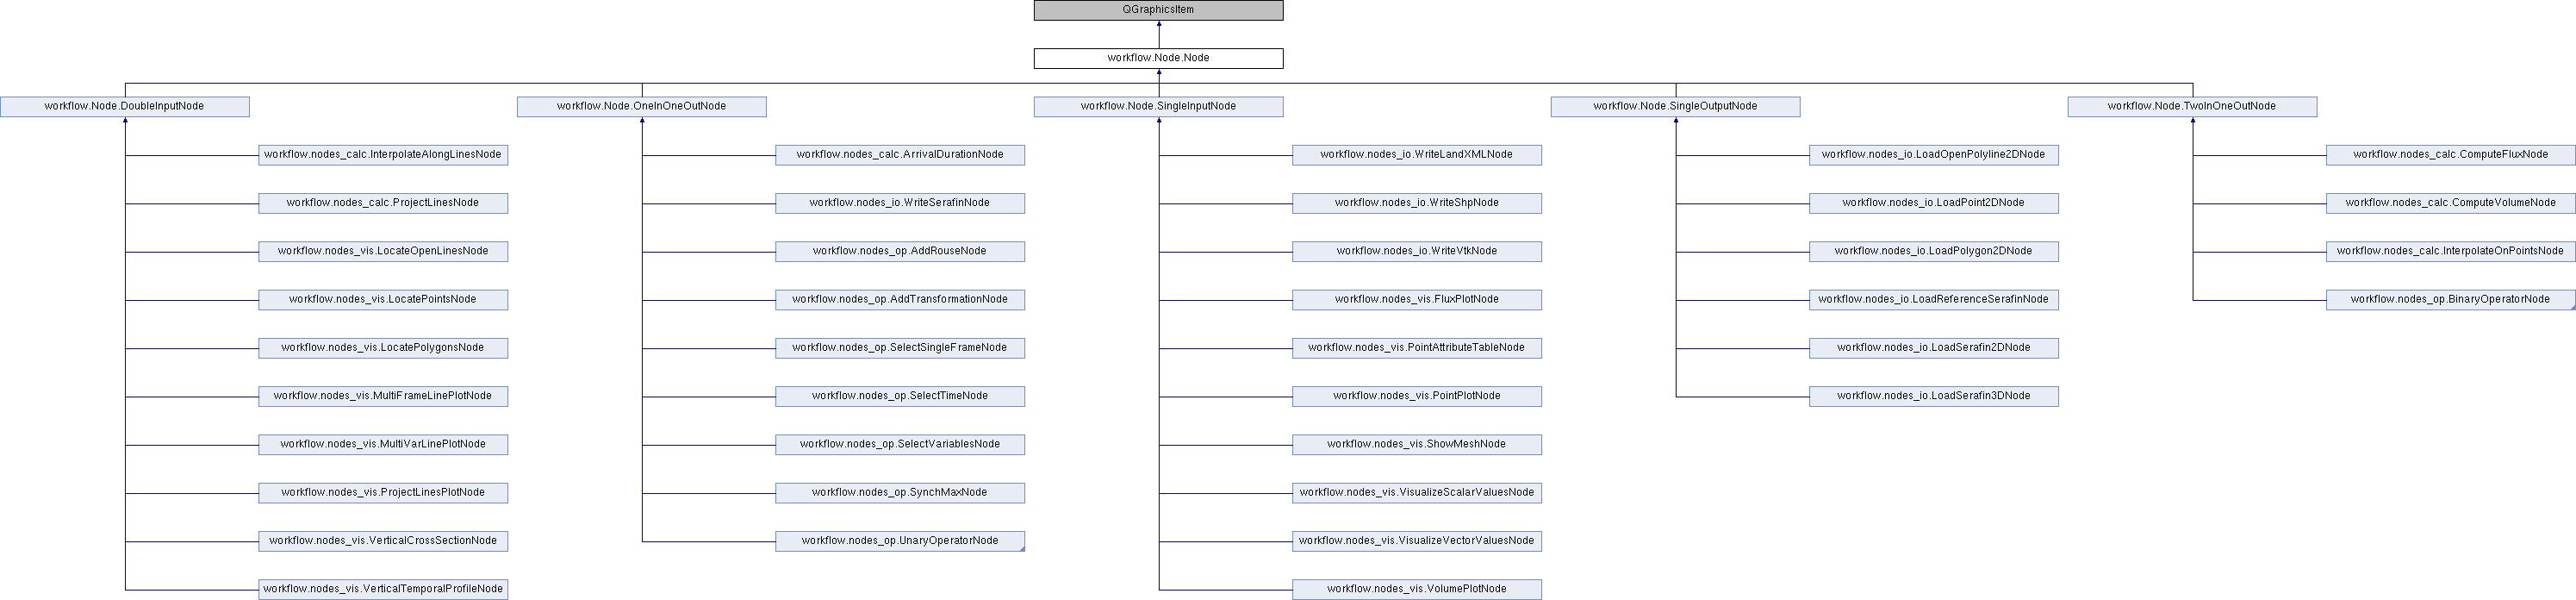 QGraphicsItem
workflow.Node.Node
workflow.Node.DoubleInputNode
workflow.Node.OneInOneOutNode
workflow.Node.SingleInputNode
workflow.Node.SingleOutputNode
workflow.Node.TwoInOneOutNode
workflow.nodes_calc.InterpolateAlongLinesNode
workflow.nodes_calc.ArrivalDurationNode
workflow.nodes_io.WriteLandXMLNode
workflow.nodes_io.LoadOpenPolyline2DNode
workflow.nodes_calc.ComputeFluxNode
workflow.nodes_calc.ProjectLinesNode
workflow.nodes_io.WriteSerafinNode
workflow.nodes_io.WriteShpNode
workflow.nodes_io.LoadPoint2DNode
workflow.nodes_calc.ComputeVolumeNode
workflow.nodes_vis.LocateOpenLinesNode
workflow.nodes_op.AddRouseNode
workflow.nodes_io.WriteVtkNode
workflow.nodes_io.LoadPolygon2DNode
workflow.nodes_calc.InterpolateOnPointsNode
workflow.nodes_vis.LocatePointsNode
workflow.nodes_op.AddTransformationNode
workflow.nodes_vis.FluxPlotNode
workflow.nodes_io.LoadReferenceSerafinNode
workflow.nodes_op.BinaryOperatorNode
workflow.nodes_vis.LocatePolygonsNode
workflow.nodes_op.SelectSingleFrameNode
workflow.nodes_vis.PointAttributeTableNode
workflow.nodes_io.LoadSerafin2DNode
workflow.nodes_vis.MultiFrameLinePlotNode
workflow.nodes_op.SelectTimeNode
workflow.nodes_vis.PointPlotNode
workflow.nodes_io.LoadSerafin3DNode
workflow.nodes_vis.MultiVarLinePlotNode
workflow.nodes_op.SelectVariablesNode
workflow.nodes_vis.ShowMeshNode
workflow.nodes_vis.ProjectLinesPlotNode
workflow.nodes_op.SynchMaxNode
workflow.nodes_vis.VisualizeScalarValuesNode
workflow.nodes_vis.VerticalCrossSectionNode
workflow.nodes_op.UnaryOperatorNode
workflow.nodes_vis.VisualizeVectorValuesNode
workflow.nodes_vis.VerticalTemporalProfileNode
workflow.nodes_vis.VolumePlotNode